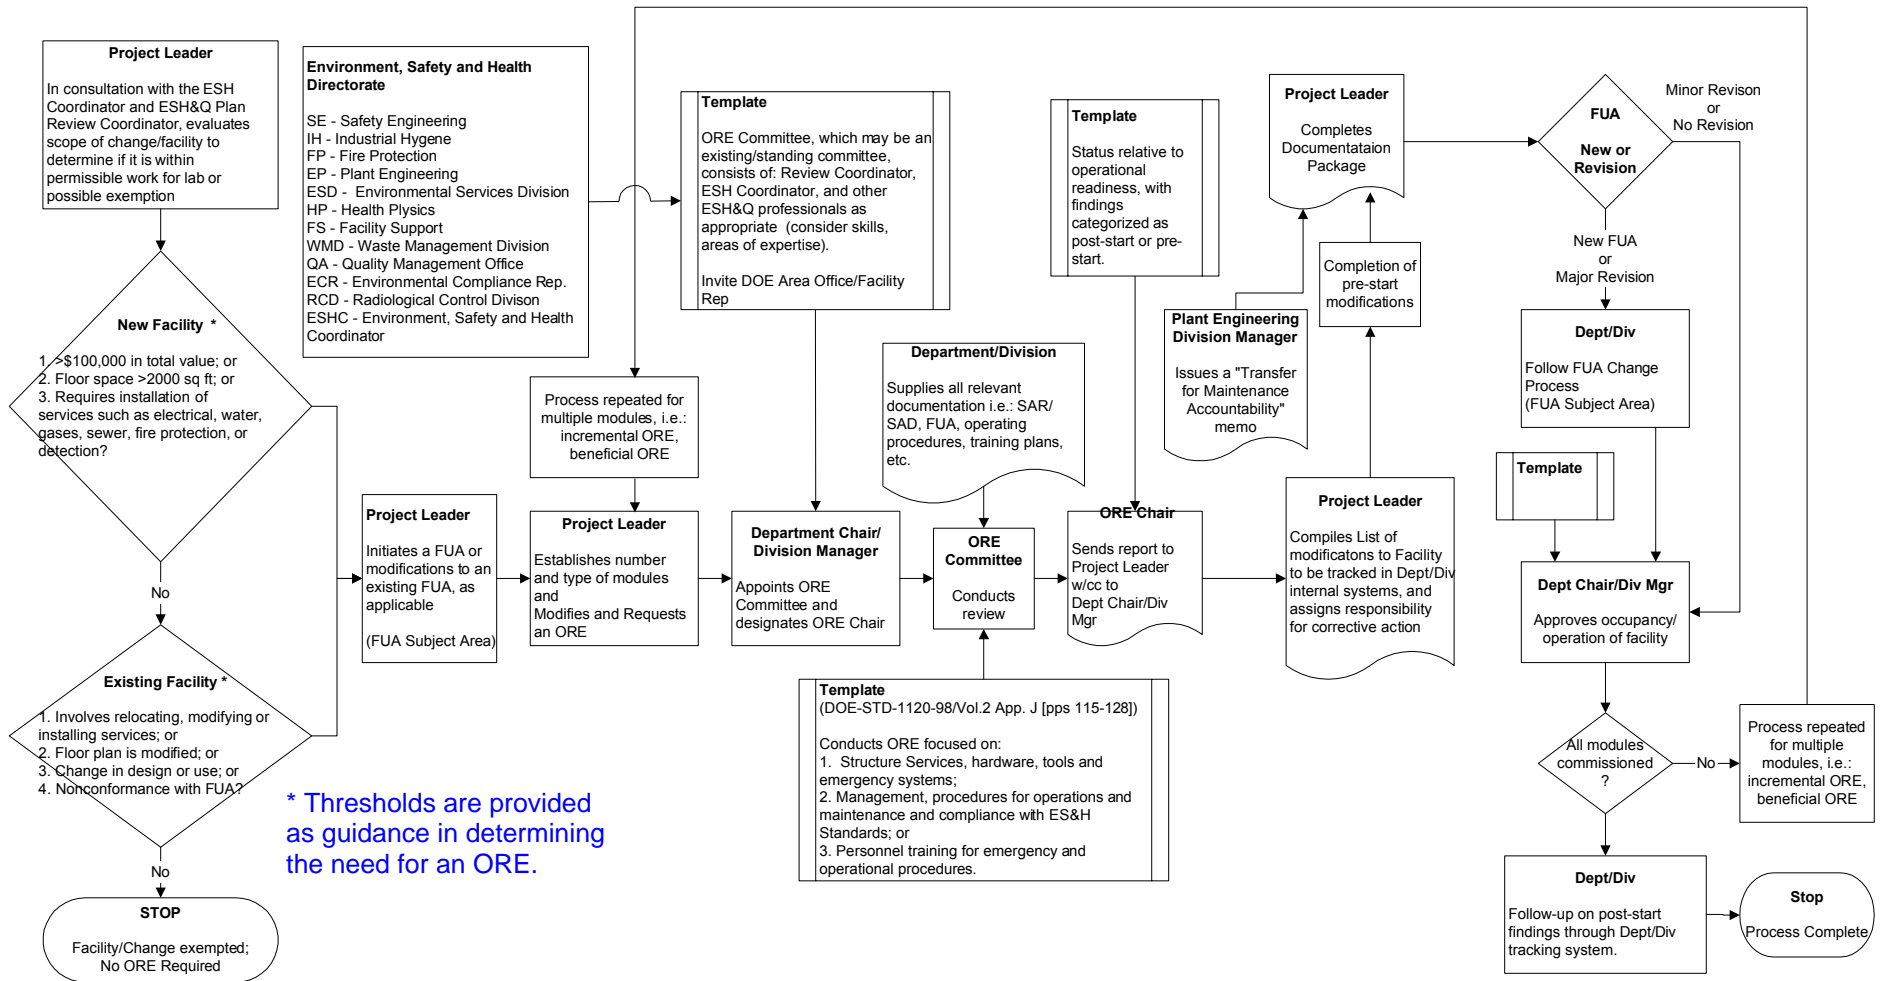 Project Leader
In consultation with the ESH
Coordinator and ESH&Q Plan
Review Coordinator, evaluates
scope of change/facility to
determine if it is within
permissible work for lab or
possible exemption
New Facility *
1. >$100,000 in total value; or
2. Floor space >2000 sq ft; or
3. Requires installation of
services such as electrical, water,
gases, sewer, fire protection, or
detection?
No
Existing Facility *
1. Involves relocating, modifying or
installing services; or
2. Floor plan is modified; or
3. Change in design or use; or
4. Nonconformance with FUA?
No
STOP
Facility/Change exempted;
No ORE Required
Environment, Safety and Health
Directorate
SE - Safety Engineering
IH - Industrial Hygene
FP - Fire Protection
EP - Plant Engineering
ESD - Environmental Services Division
HP - Health Plysics
FS - Facility Support
WMD - Waste Management Division
QA - Quality Management Office
ECR - Environmental Compliance Rep.
RCD - Radiological Control Divison
ESHC - Environment, Safety and Health
Coordinator
* Thresholds are provided
as guidance in determining
the need for an ORE.
Project Leader
Initiates a FUA or
modifications to an
existing FUA, as
applicable
(FUA Subject Area)
Process repeated for
multiple modules, i.e.:
incremental ORE,
beneficial ORE
Project Leader
Establishes number
and type of modules
and
Modifies and Requests
an ORE
Template
ORE Committee, which may be an
existing/standing committee,
consists of: Review Coordinator,
ESH Coordinator, and other
ESH&Q professionals as
appropriate (consider skills,
areas of expertise).
Invite DOE Area Office/Facility
Rep
Department Chair/
Division Manager
Appoints ORE
Committee and
designates ORE Chair
Department/Division
Supplies all relevant
documentation i.e.: SAR/
SAD, FUA, operating
procedures, training plans,
etc.
ORE
Committee
Conducts
review
Template
(DOE-STD-1120-98/Vol.2 App. J [pps 115-128])
Conducts ORE focused on:
1. Structure Services, hardware, tools and
emergency systems;
2. Management, procedures for operations and
maintenance and compliance with ES&H
Standards; or
3. Personnel training for emergency and
operational procedures.
Template
Status relative to
operational
readiness, with
findings
categorized as
post-start or pre-
start.
ORE Chair
Sends report to
Project Leader
w/cc to
Dept Chair/Div
Mgr
Plant Engineering
Division Manager
Issues a "Transfer
for Maintenance
Accountability"
memo
Project Leader
Completes
Documentataion
Package
Completion of
pre-start
modifications
Project Leader
Compiles List of
modificatons to Facility
to be tracked in Dept/Div
internal systems, and
assigns responsibility
for corrective action
FUA
New or
Revision
Minor Revison
or
No Revision
New FUA
or
Major Revision
Dept/Div
Follow FUA Change
Process
(FUA Subject Area)
Template
Dept Chair/Div Mgr
Approves occupancy/
operation of facility
All modules
commissioned
?
No
Process repeated
for multiple
modules, i.e.:
incremental ORE,
beneficial ORE
Dept/Div
Follow-up on post-start
findings through Dept/Div
tracking system.
Stop
Process Complete